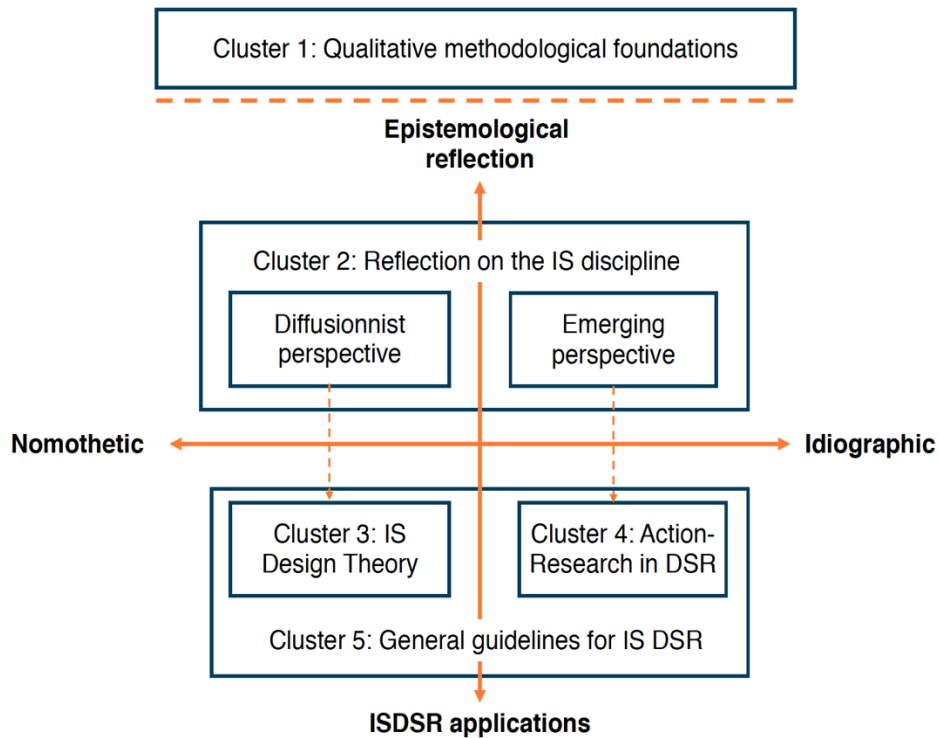 Cluster 1: Qualitative methodological foundations
Epistemological
reflection
Cluster 2: Reflection on the IS discipline
Diffusionnist
perspective
Emerging
perspective
Nomothetic
Idiographic
Cluster 3: IS
Design Theory
Cluster 4: Action-
Research in DSR
Cluster 5: General guidelines for IS DSR
ISDSR applications